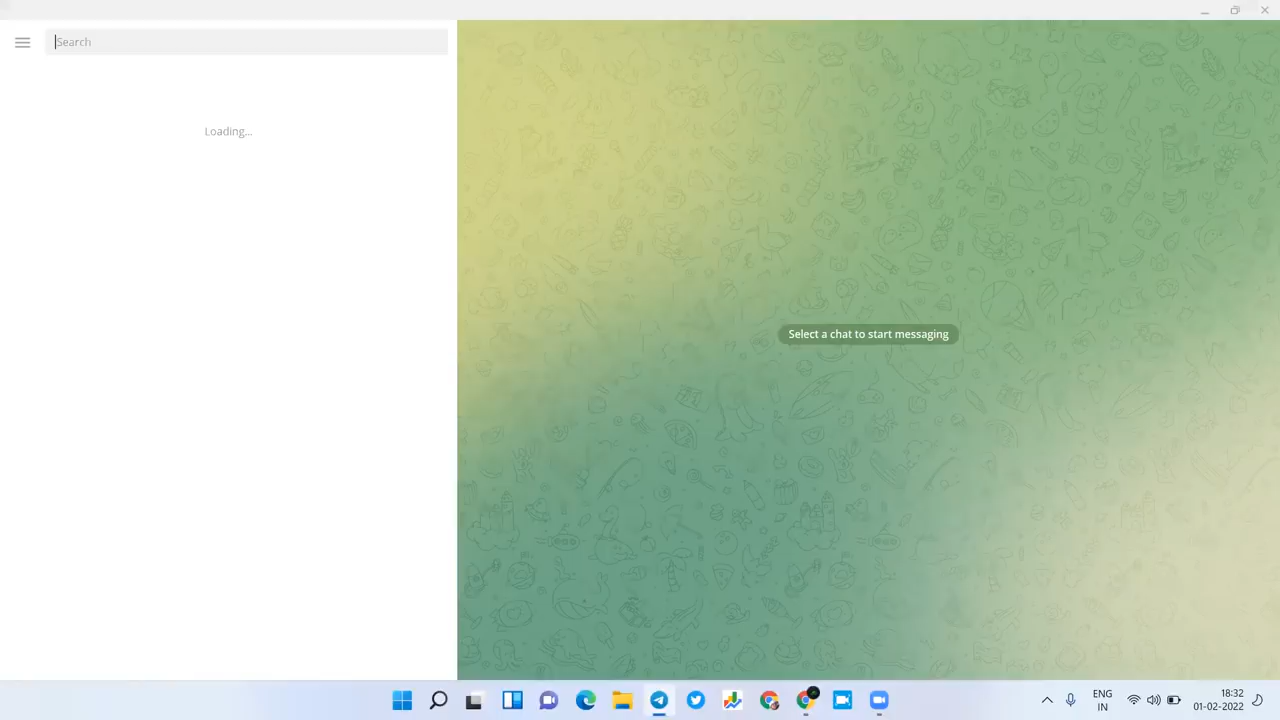 Search
Loading...
Select a chat to start messaging
ENG
IN
18:32
01-02-2022